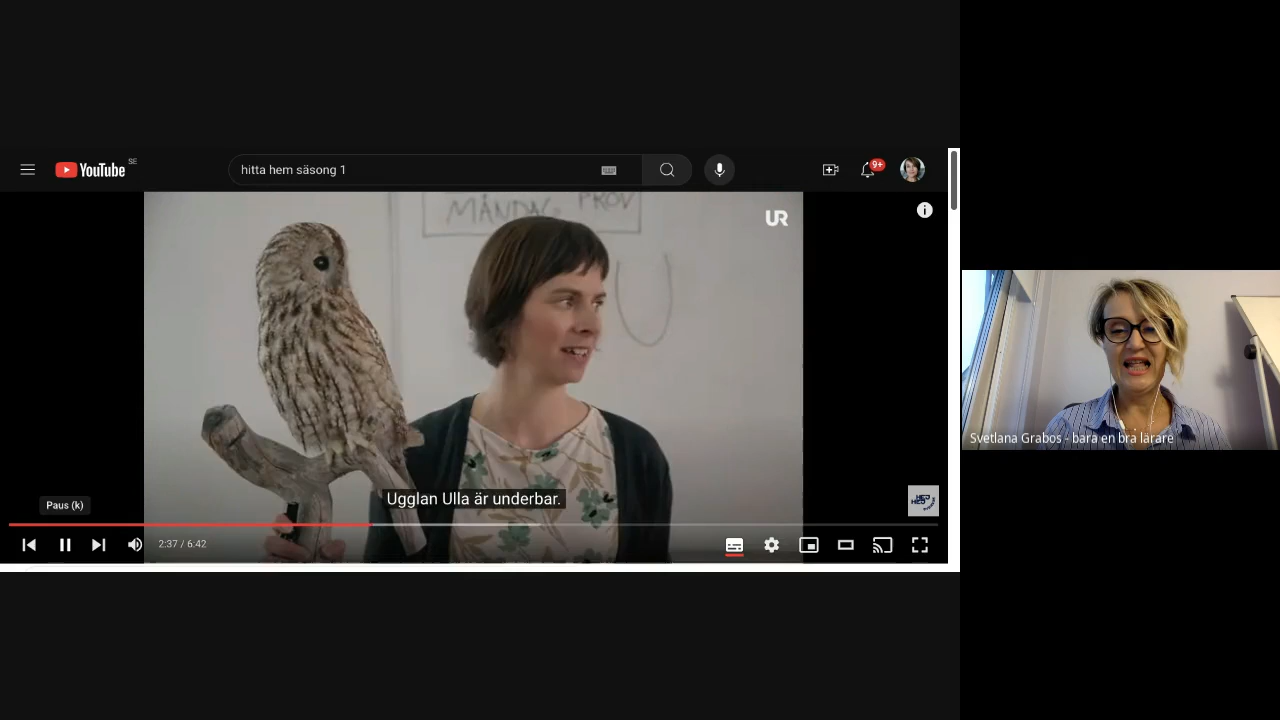 YouTube SE
hitta hem säsong 1
9+
MÅNDAG PROV
UR
Ugglan Ulla är underbar.
Paus (k)
2:37 / 6:42
Svetlana Grabos - bara en bra lärare